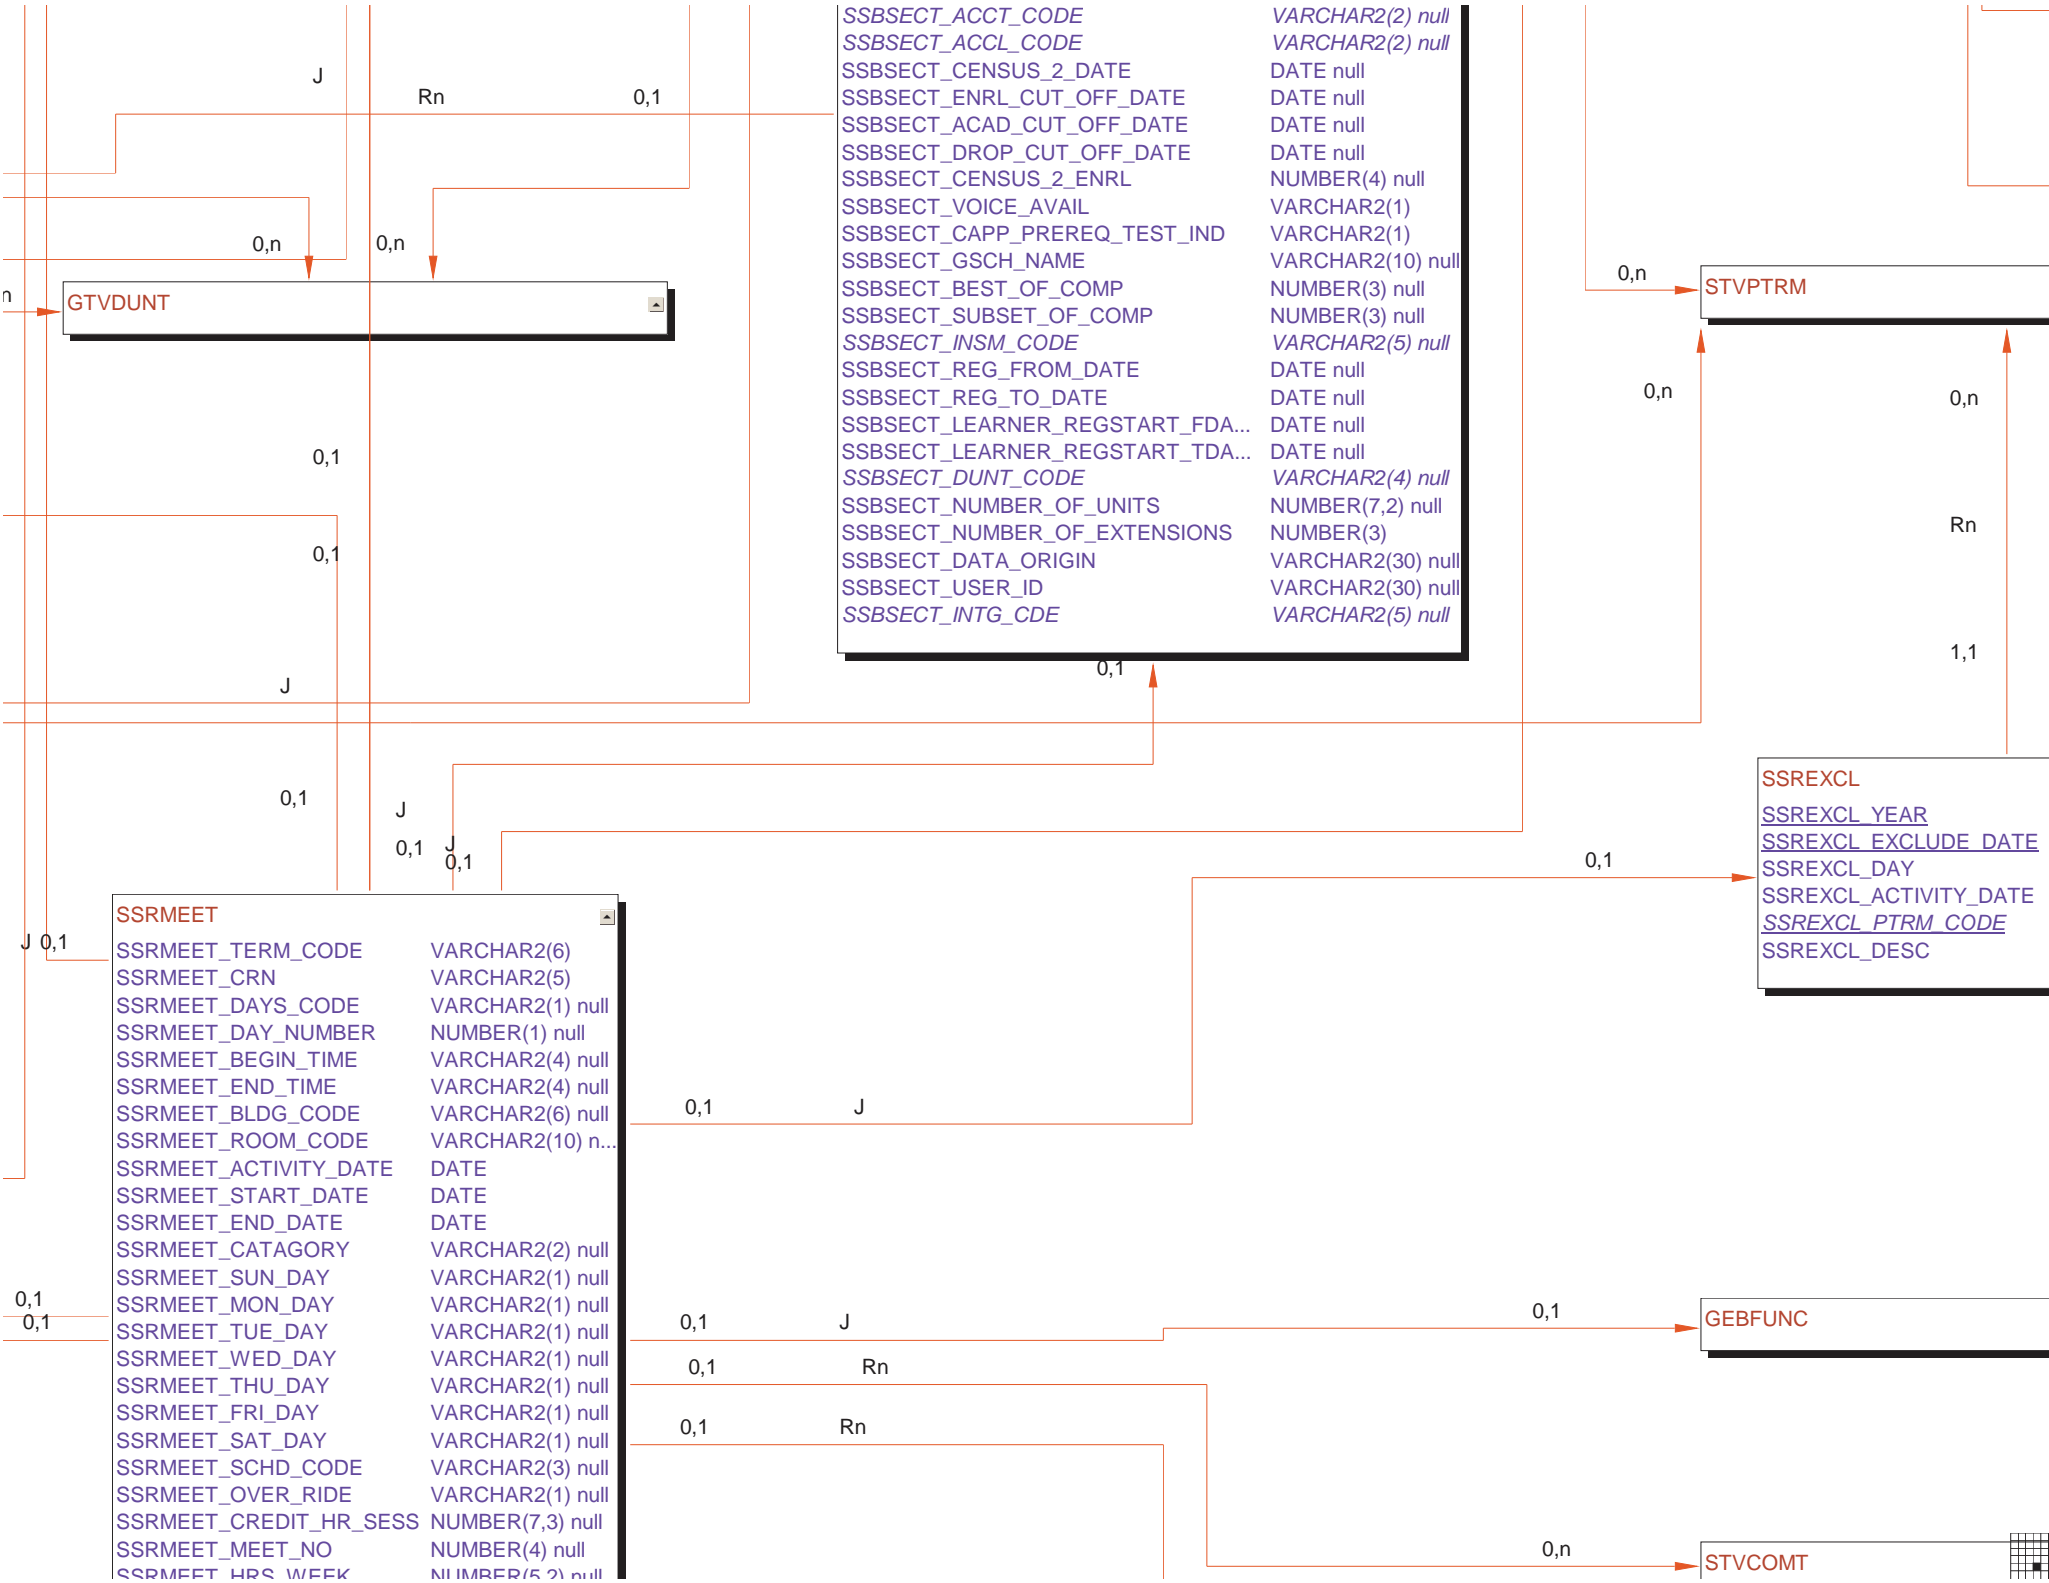 SSBSECT_ACCT_CODE VARCHAR2(2) null
SSBSECT_ACCL_CODE VARCHAR2(2) null
SSBSECT_CENSUS_2_DATE DATE null
SSBSECT_ENRL_CUT_OFF_DATE DATE null
SSBSECT_ACAD_CUT_OFF_DATE DATE null
SSBSECT_DROP_CUT_OFF_DATE DATE null
SSBSECT_CENSUS_2_ENRL NUMBER(4) null
SSBSECT_VOICE_AVAIL VARCHAR2(1)
SSBSECT_CAPP_PREREQ_TEST_IND VARCHAR2(1)
SSBSECT_GSCH_NAME VARCHAR2(10) null
SSBSECT_BEST_OF_COMP NUMBER(3) null
SSBSECT_SUBSET_OF_COMP NUMBER(3) null
SSBSECT_INSM_CODE VARCHAR2(5) null
SSBSECT_REG_FROM_DATE DATE null
SSBSECT_REG_TO_DATE DATE null
SSBSECT_LEARNER_REGSTART_FDA... DATE null
SSBSECT_LEARNER_REGSTART_TDA... DATE null
SSBSECT_DUNT_CODE VARCHAR2(4) null
SSBSECT_NUMBER_OF_UNITS NUMBER(7,2) null
SSBSECT_NUMBER_OF_EXTENSIONS NUMBER(3)
SSBSECT_DATA_ORIGIN VARCHAR2(30) null
SSBSECT_USER_ID VARCHAR2(30) null
SSBSECT_INTG_CDE VARCHAR2(5) null
J
Rn 0,1
0,n 0,n
n
GTVDUNT
0,n
STVPTRM
0,n 0,n
0,1
Rn
0,1
1,1
0,1
J
0,1
J
0,1 J
0,1
0,1
SSREXCL
SSREXCL_YEAR
SSREXCL_EXCLUDE_DATE
SSREXCL_DAY
SSREXCL_ACTIVITY_DATE
SSREXCL_PTRM_CODE
SSREXCL_DESC
J 0,1
SSRMEET
SSRMEET_TERM_CODE VARCHAR2(6)
SSRMEET_CRN VARCHAR2(5)
SSRMEET_DAYS_CODE VARCHAR2(1) null
SSRMEET_DAY_NUMBER NUMBER(1) null
SSRMEET_BEGIN_TIME VARCHAR2(4) null
SSRMEET_END_TIME VARCHAR2(4) null
SSRMEET_BLDG_CODE VARCHAR2(6) null
SSRMEET_ROOM_CODE VARCHAR2(10) n...
SSRMEET_ACTIVITY_DATE DATE
SSRMEET_START_DATE DATE
SSRMEET_END_DATE DATE
SSRMEET_CATAGORY VARCHAR2(2) null
SSRMEET_SUN_DAY VARCHAR2(1) null
SSRMEET_MON_DAY VARCHAR2(1) null
SSRMEET_TUE_DAY VARCHAR2(1) null
SSRMEET_WED_DAY VARCHAR2(1) null
SSRMEET_THU_DAY VARCHAR2(1) null
SSRMEET_FRI_DAY VARCHAR2(1) null
SSRMEET_SAT_DAY VARCHAR2(1) null
SSRMEET_SCHD_CODE VARCHAR2(3) null
SSRMEET_OVER_RIDE VARCHAR2(1) null
SSRMEET_CREDIT_HR_SESS NUMBER(7,3) null
SSRMEET_MEET_NO NUMBER(4) null
SSRMEET_HRS_WEEK NUMBER(5,2) null
0,1 J
0,1
0,1
0,1 J 0,1
GEBFUNC
0,1 Rn
0,1 Rn
0,n
STVCOMT